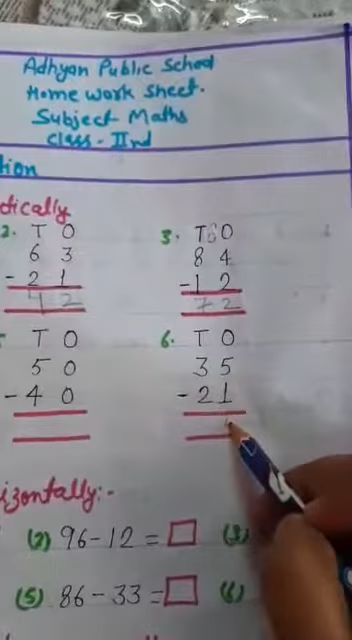 Adhyan Public School
Home work Sheet.
Subject Maths
Class - IInd
tion
tically
2. T O
6 3
- 2 1
4 2
3. T O
8 4
- 1 2
7 2
T O
5 0
- 4 0
6. T O
3 5
- 2 1
izontally:-
(2) 96 - 12 = □ (3)
(5) 86 - 33 = □ (6)